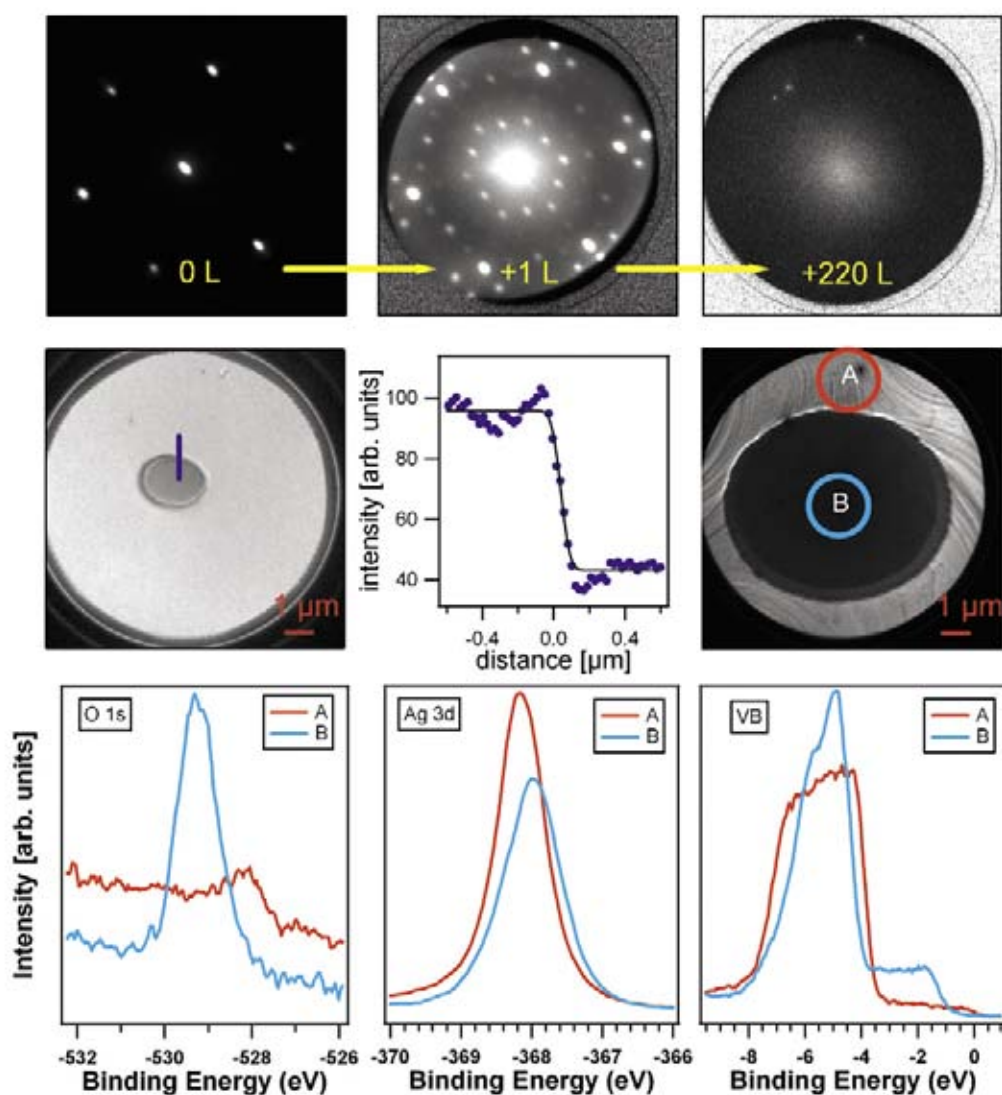 0 L
+1 L
+220 L
1 µm
intensity [arb. units]
100
80
60
40
-0.4
0.0
0.4
distance [µm]
A
B
1 µm
Intensity [arb. units]
O 1s
A
B
-532
-530
-528
-526
Binding Energy (eV)
Ag 3d
A
B
-370
-369
-368
-367
-366
Binding Energy (eV)
VB
A
B
-8
-6
-4
-2
0
Binding Energy (eV)